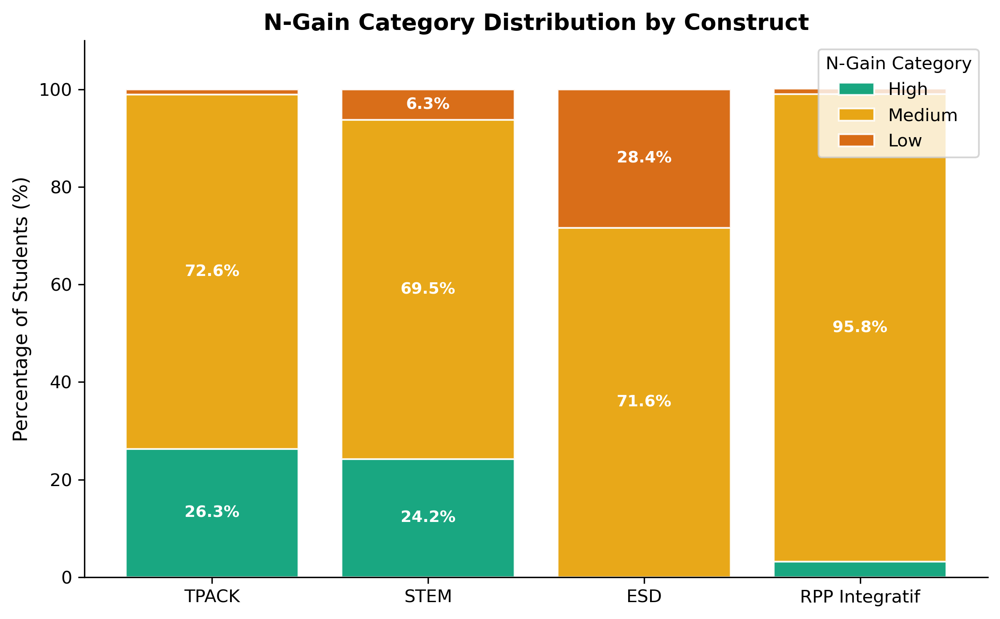 N-Gain Category Distribution by Construct
N-Gain Category
High
Medium
Low
Percentage of Students (%)
100
80
60
40
20
0
72.6%
26.3%
6.3%
69.5%
24.2%
28.4%
71.6%
95.8%
TPACK
STEM
ESD
RPP Integratif